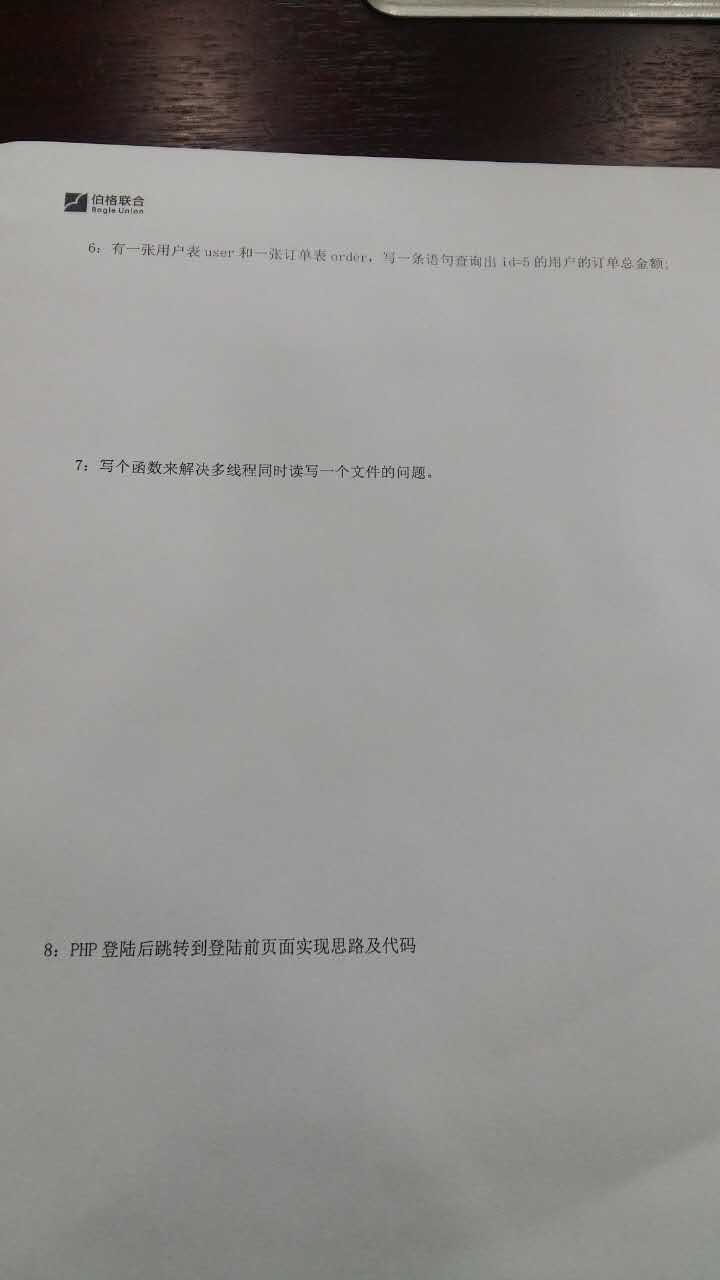 伯格联合
Bogle Union
6：有一张用户表 user 和一张订单表 order，写一条语句查询出 id=5 的用户的订单总金额;
7：写个函数来解决多线程同时读写一个文件的问题。
8：PHP 登陆后跳转到登陆前页面实现思路及代码